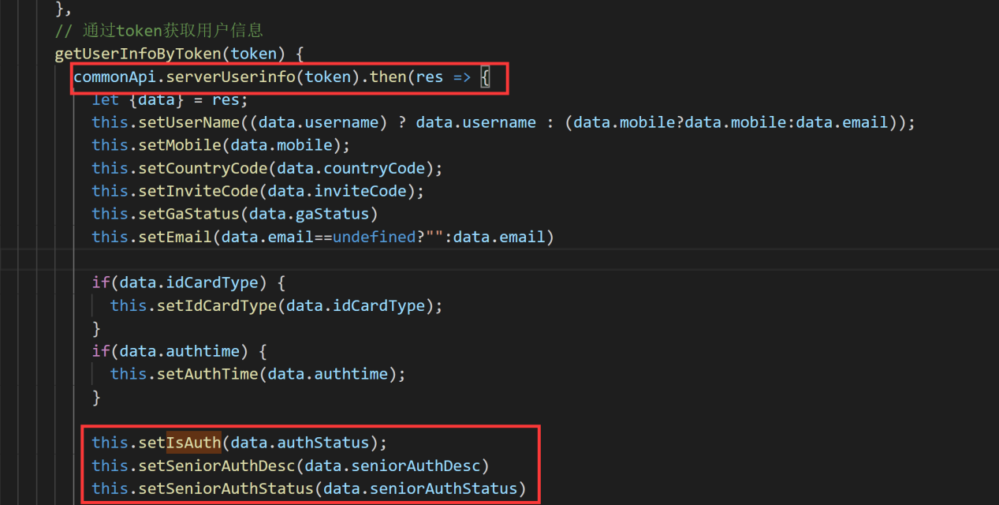 },
// 通过token获取用户信息
getUserInfoByToken(token) {
commonApi.serverUserinfo(token).then(res => {
let {data} = res;
this.setUserName((data.username) ? data.username : (data.mobile?data.mobile:data.email));
this.setMobile(data.mobile);
this.setCountryCode(data.countryCode);
this.setInviteCode(data.inviteCode);
this.setGaStatus(data.gaStatus)
this.setEmail(data.email==undefined?"":data.email)
if(data.idCardType) {
this.setIdCardType(data.idCardType);
}
if(data.authtime) {
this.setAuthTime(data.authtime);
}
this.setIsAuth(data.authStatus);
this.setSeniorAuthDesc(data.seniorAuthDesc)
this.setSeniorAuthStatus(data.seniorAuthStatus)